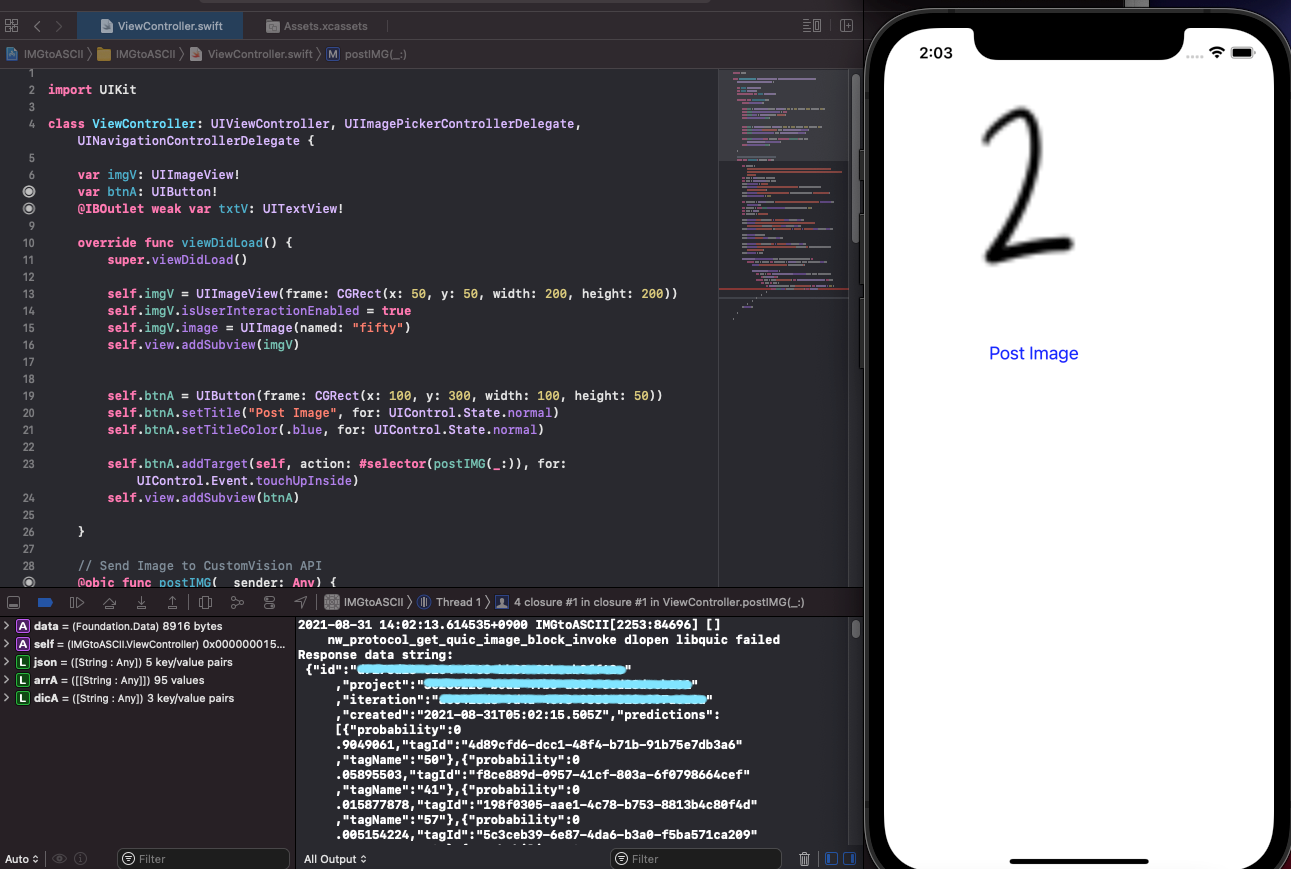 ViewController.swift
Assets.xcassets
IMGtoASCII
IMGtoASCII
ViewController.swift
M
postIMG(_:)
1
2 import UIKit
3
4 class ViewController: UIViewController, UIImagePickerControllerDelegate,
UINavigationControllerDelegate {
5
6 var imgV: UIImageView!
var btnA: UIButton!
@IBOutlet weak var txtV: UITextView!
9
10 override func viewDidLoad() {
11 super.viewDidLoad()
12
13 self.imgV = UIImageView(frame: CGRect(x: 50, y: 50, width: 200, height: 200))
14 self.imgV.isUserInteractionEnabled = true
15 self.imgV.image = UIImage(named: "fifty")
16 self.view.addSubview(imgV)
17
18
19 self.btnA = UIButton(frame: CGRect(x: 100, y: 300, width: 100, height: 50))
20 self.btnA.setTitle("Post Image", for: UIControl.State.normal)
21 self.btnA.setTitleColor(.blue, for: UIControl.State.normal)
22
23 self.btnA.addTarget(self, action: #selector(postIMG(_:)), for:
UIControl.Event.touchUpInside)
24 self.view.addSubview(btnA)
25
26 }
27
28 // Send Image to CustomVision API
@objc func postIMG(_ sender: Any) {
IMGtoASCII
Thread 1
4 closure #1 in closure #1 in ViewController.postIMG(_:)
A data = (Foundation.Data) 8916 bytes
A self = (IMGtoASCII.ViewController) 0x000000015...
L json = ([String : Any]) 5 key/value pairs
L arrA = ([[String : Any]]) 95 values
L dicA = ([String : Any]) 3 key/value pairs
Auto
Filter
2021-08-31 14:02:13.614535+0900 IMGtoASCII[2253:84696] []
nw_protocol_get_quic_image_block_invoke dlopen libquic failed
Response data string:
{"id":"
,"project":"
,"iteration":"
,"created":"2021-08-31T05:02:15.505Z","predictions":
[{"probability":0
.9049061,"tagId":"4d89cfd6-dcc1-48f4-b71b-91b75e7db3a6"
,"tagName":"50"},{"probability":0
.05895503,"tagId":"f8ce889d-0957-41cf-803a-6f0798664cef"
,"tagName":"41"},{"probability":0
.015877878,"tagId":"198f0305-aae1-4c78-b753-8813b4c80f4d"
,"tagName":"57"},{"probability":0
.005154224,"tagId":"5c3ceb39-6e87-4da6-b3a0-f5ba571ca209"
All Output
Filter
2:03
2
Post Image